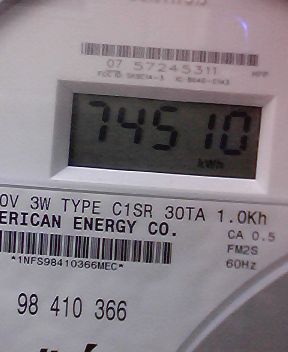 07 57245311
74510
kWh
0V 3W TYPE C1SR 30TA 1.0Kh
ERICAN ENERGY CO.
CA 0.5
FM2S
*1NFS98410366MEC*
60Hz
98 410 366